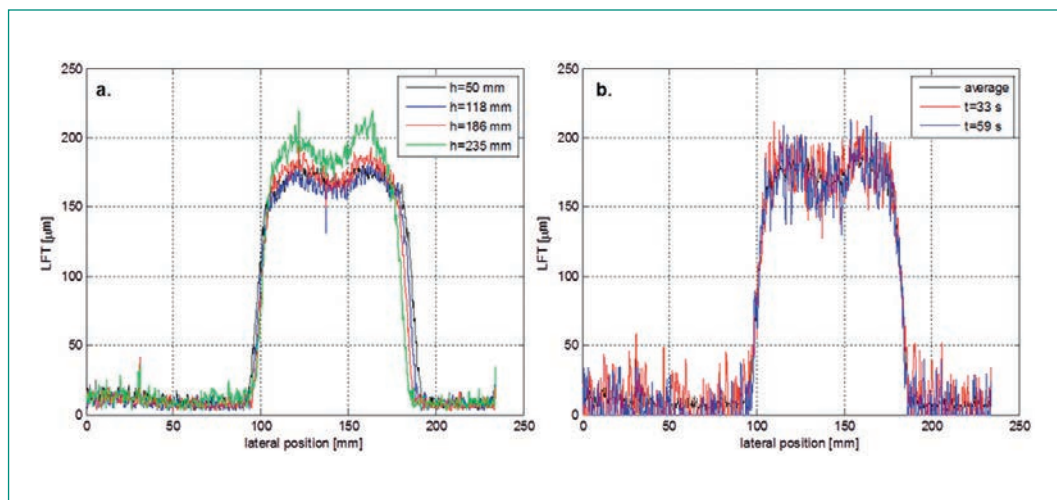 a.
h=50 mm
h=118 mm
h=186 mm
h=235 mm
250
200
150
100
50
0
LFT [µm]
0 50 100 150 200 250
lateral position [mm]
b.
average
t=33 s
t=59 s
250
200
150
100
50
0
LFT [µm]
0 50 100 150 200 250
lateral position [mm]